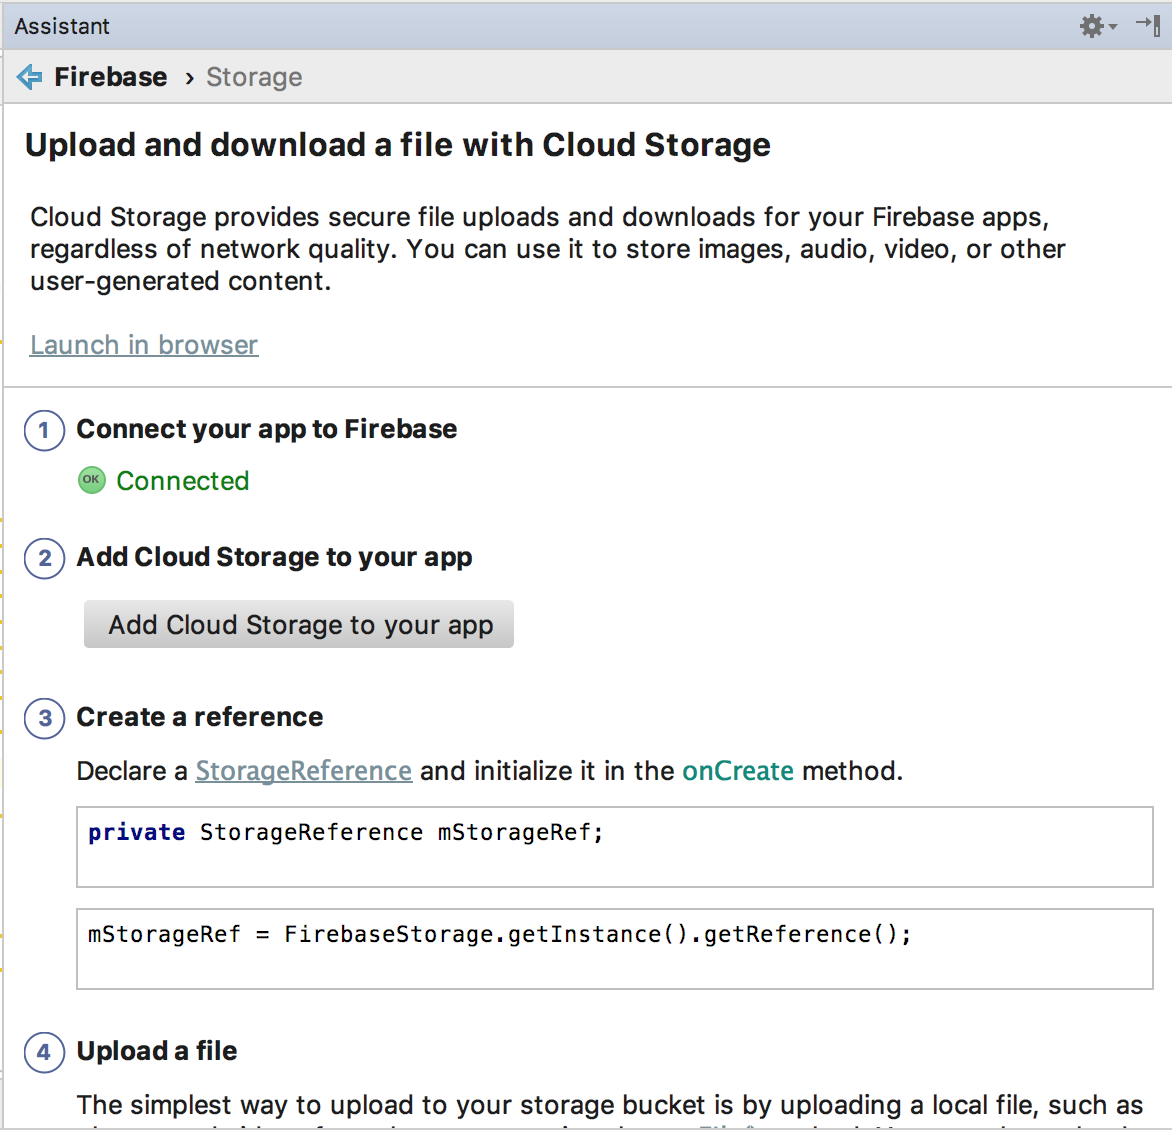 Assistant
Firebase › Storage
Upload and download a file with Cloud Storage
Cloud Storage provides secure file uploads and downloads for your Firebase apps,
regardless of network quality. You can use it to store images, audio, video, or other
user-generated content.
Launch in browser
1 Connect your app to Firebase
OK Connected
2 Add Cloud Storage to your app
Add Cloud Storage to your app
3 Create a reference
Declare a StorageReference and initialize it in the onCreate method.
private StorageReference mStorageRef;
mStorageRef = FirebaseStorage.getInstance().getReference();
4 Upload a file
The simplest way to upload to your storage bucket is by uploading a local file, such as